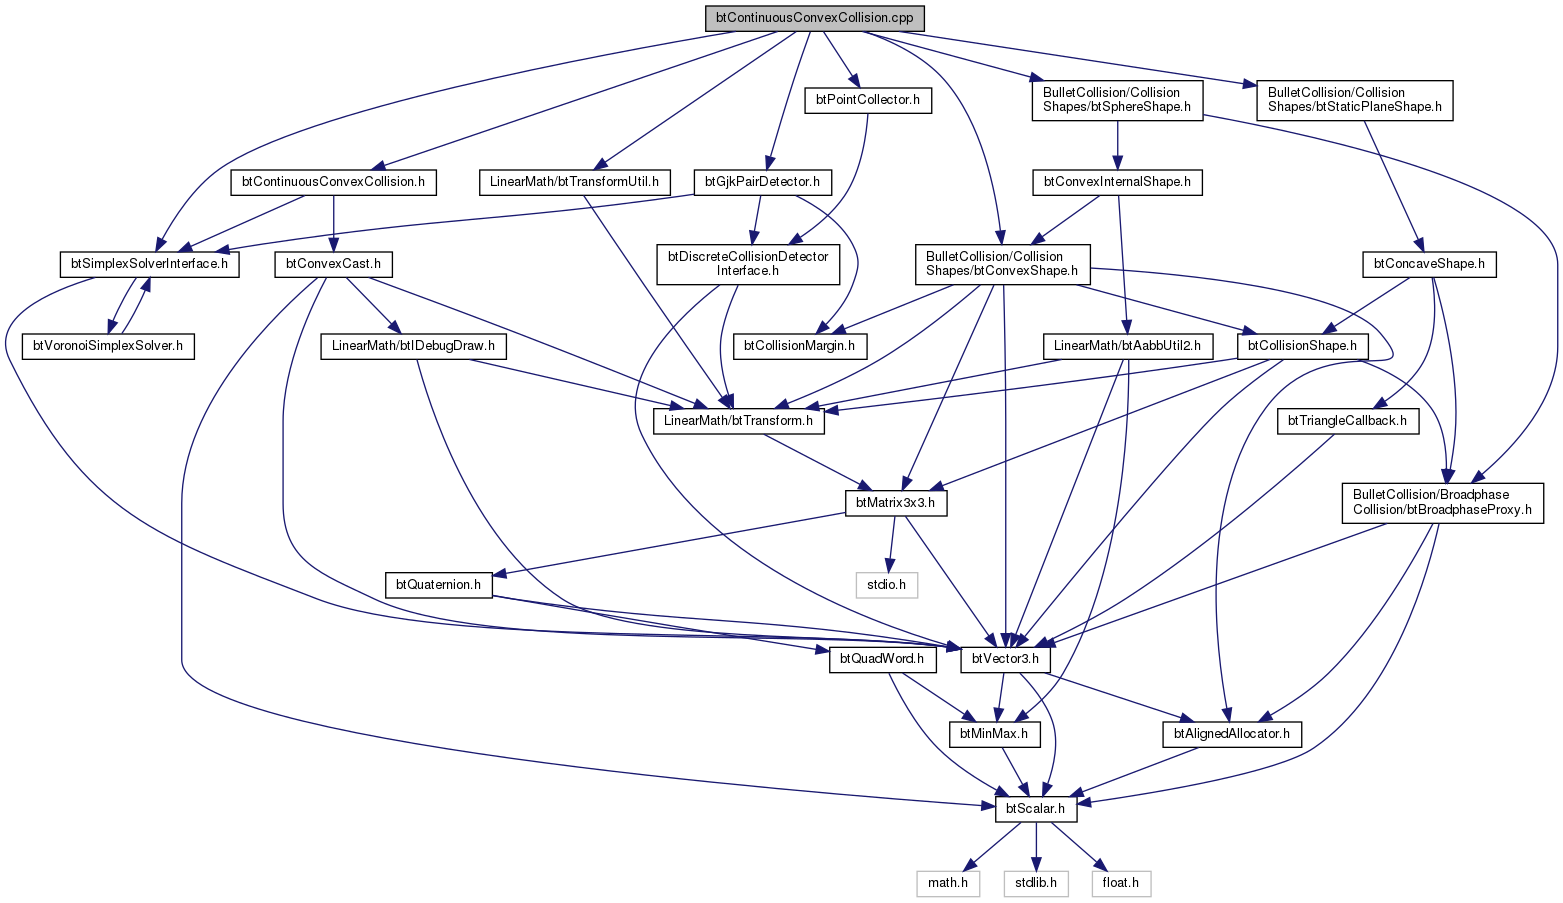 btContinuousConvexCollision.cpp
btPointCollector.h
BulletCollision/Collision
Shapes/btSphereShape.h
BulletCollision/Collision
Shapes/btStaticPlaneShape.h
btContinuousConvexCollision.h
LinearMath/btTransformUtil.h
btGjkPairDetector.h
btConvexInternalShape.h
btSimplexSolverInterface.h
btConvexCast.h
btDiscreteCollisionDetector
Interface.h
BulletCollision/Collision
Shapes/btConvexShape.h
btConcaveShape.h
btVoronoiSimplexSolver.h
LinearMath/btIDebugDraw.h
btCollisionMargin.h
LinearMath/btAabbUtil2.h
btCollisionShape.h
LinearMath/btTransform.h
btTriangleCallback.h
btMatrix3x3.h
BulletCollision/Broadphase
Collision/btBroadphaseProxy.h
btQuaternion.h
stdio.h
btQuadWord.h
btVector3.h
btMinMax.h
btAlignedAllocator.h
btScalar.h
math.h
stdlib.h
float.h